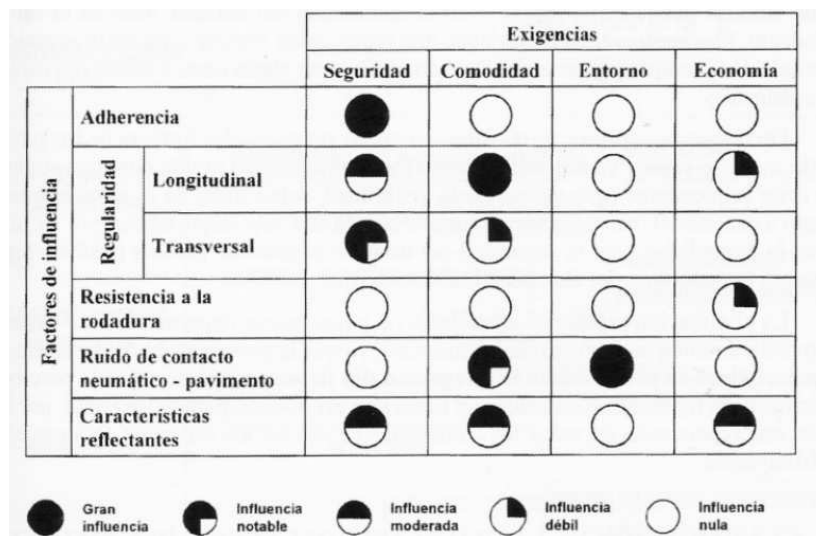 Exigencias
Seguridad Comodidad Entorno Economía
Factores de influencia
Adherencia
Regularidad
Longitudinal
Transversal
Resistencia a la
rodadura
Ruido de contacto
neumático - pavimento
Características
reflectantes
Gran
influencia
Influencia
notable
Influencia
moderada
Influencia
débil
Influencia
nula